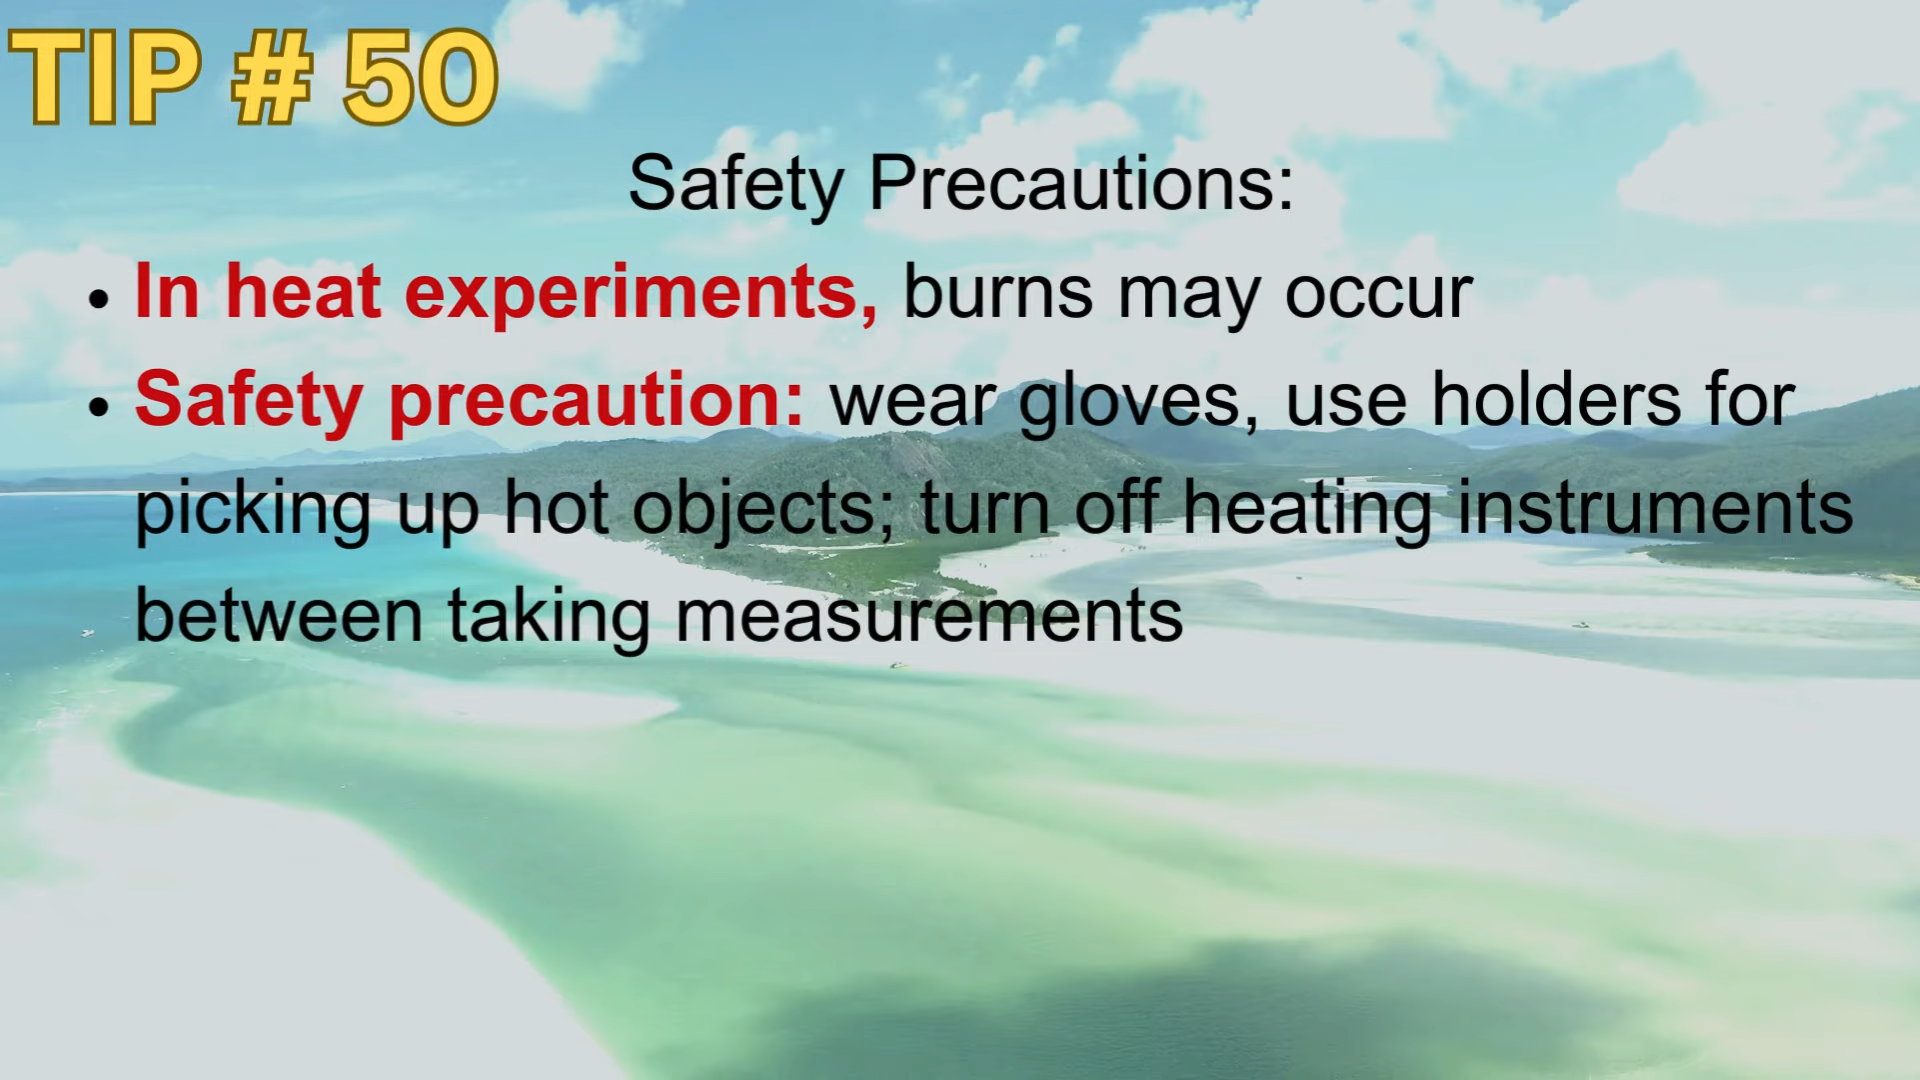 TIP # 50
Safety Precautions:
• In heat experiments, burns may occur
• Safety precaution: wear gloves, use holders for
picking up hot objects; turn off heating instruments
between taking measurements